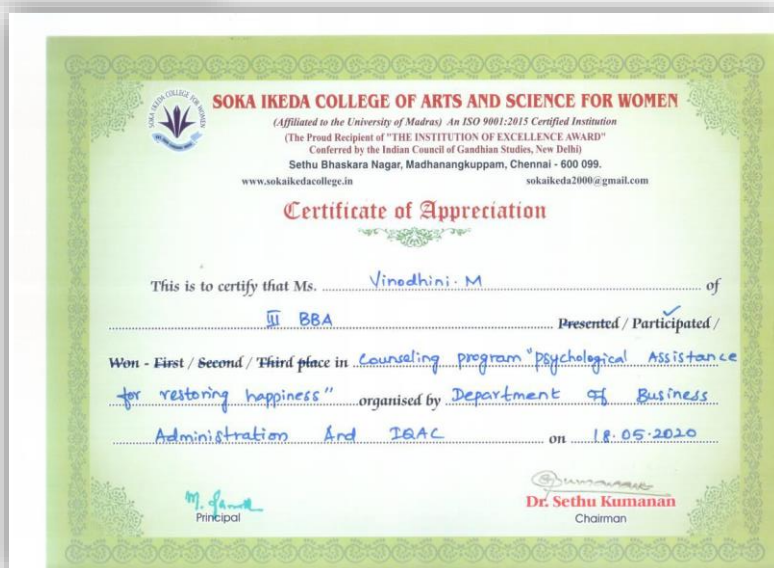 SOKA IKEDA COLLEGE FOR WOMEN
SOKA IKEDA COLLEGE OF ARTS AND SCIENCE FOR WOMEN
(Affiliated to the University of Madras) An ISO 9001:2015 Certified Institution
(The Proud Recipient of "THE INSTITUTION OF EXCELLENCE AWARD"
Conferred by the Indian Council of Gandhian Studies, New Delhi)
Sethu Bhaskara Nagar, Madhanangkuppam, Chennai - 600 099.
www.sokaikedacollege.in sokaikeda2000@gmail.com
Certificate of Appreciation
This is to certify that Ms. Vinodhini. M of
III BBA Presented / Participated /
Won - First / Second / Third place in Counseling program "psychological Assistance
for restoring happiness" organised by Department Of Business
Administration And IQAC on 18.05.2020
Principal
Dr. Sethu Kumanan
Chairman